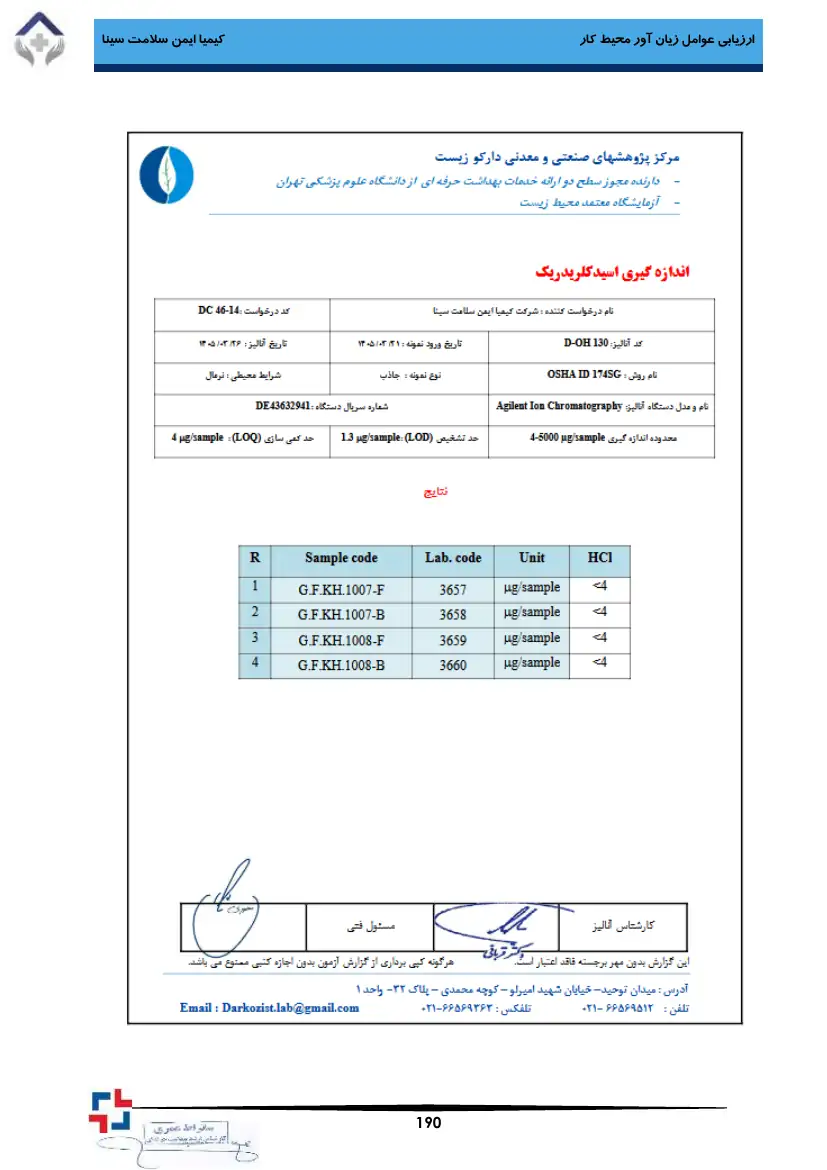 ارزیابی عوامل زیان آور محیط کار کیمیا ایمن سلامت سینا
مرکز پژوهشهای صنعتی و معدنی دارکو زیست
- دارنده مجوز سطح دو ارائه خدمات بهداشت حرفه ای از دانشگاه علوم پزشکی تهران
- آزمایشگاه معتمد محیط زیست
اندازه گیری اسیدکلریدریک
نام درخواست کننده : شرکت کیمیا ایمن سلامت سینا کد درخواست :DC 46-14
کد آنالیز: D-OH 130 تاریخ ورود نمونه : ۱۴۰۵/۰۳/۲۱ تاریخ آنالیز : ۱۴۰۵/۰۳/۲۶
نام روش : OSHA ID 174SG نوع نمونه : جاذب شرایط محیطی : نرمال
نام و مدل دستگاه آنالیز: Agilent Ion Chromatography شماره سریال دستگاه :DE43632941
محدوده اندازه گیری 4-5000 µg/sample حد تشخیص (LOD) :1.3 µg/sample حد کمی سازی (LOQ) : 4 µg/sample
نتایج
R Sample code Lab. code Unit HCl
1 G.F.KH.1007-F 3657 µg/sample <4
2 G.F.KH.1007-B 3658 µg/sample <4
3 G.F.KH.1008-F 3659 µg/sample <4
4 G.F.KH.1008-B 3660 µg/sample <4
کارشناس آنالیز مسئول فنی
دکتر قربانی
این گزارش بدون مهر برجسته فاقد اعتبار است. هرگونه کپی برداری از گزارش آزمون بدون اجازه کتبی ممنوع می باشد.
آدرس : میدان توحید– خیابان شهید امیرلو – کوچه محمدی – پلاک ۳۲– واحد ۱
تلفن : ۶۶۵۶۹۵۱۲ –۰۲۱ تلفکس : ۶۶۵۶۹۳۶۳–۰۲۱ Email : Darkozist.lab@gmail.com
190